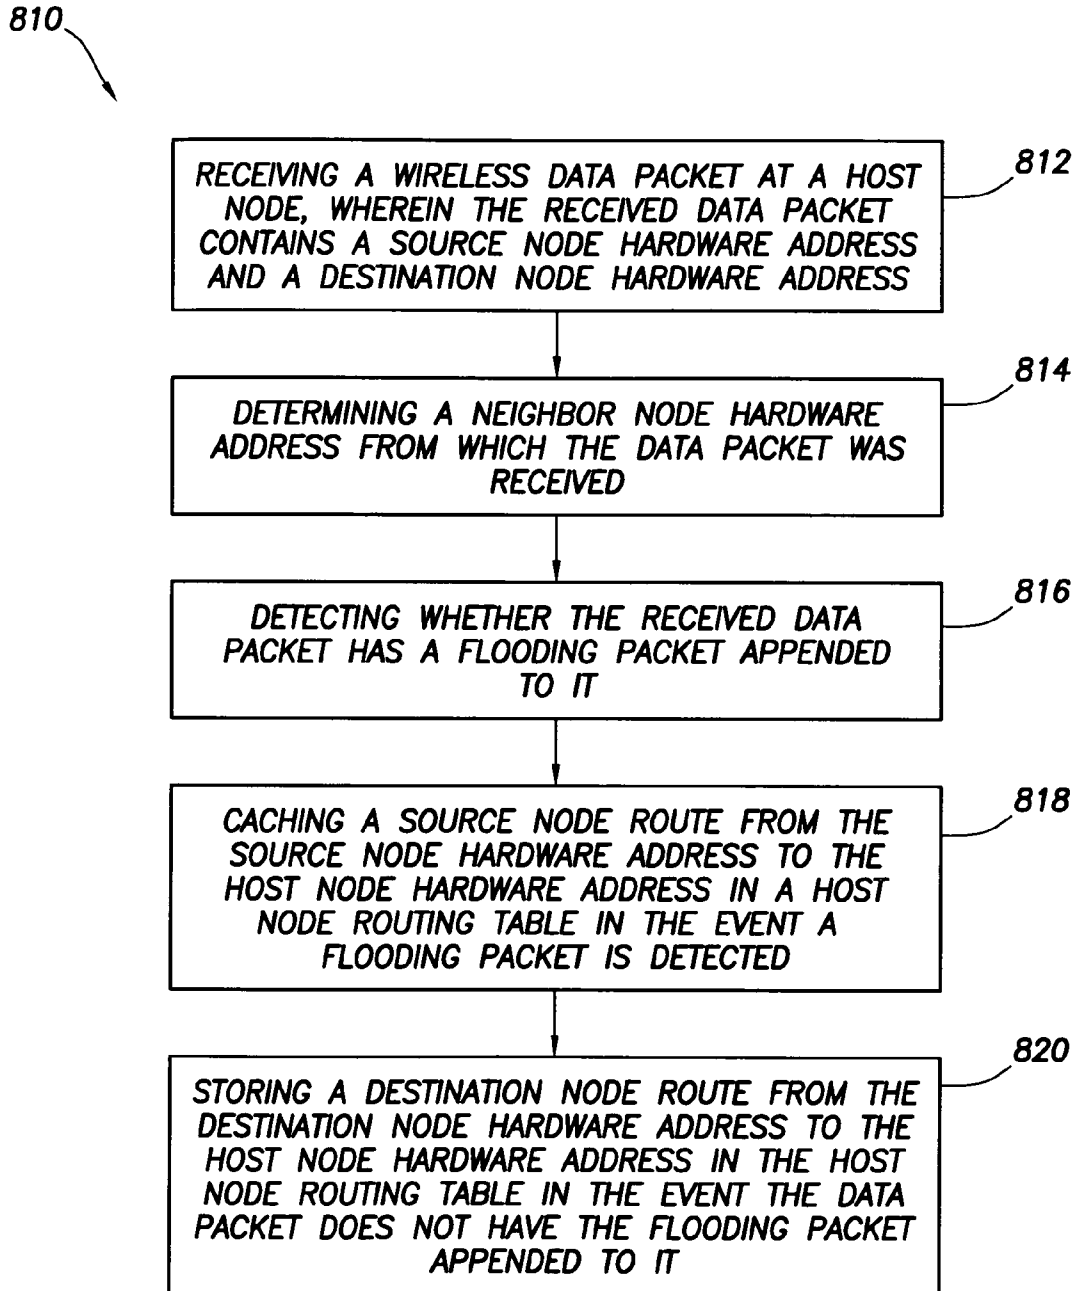 810
RECEIVING A WIRELESS DATA PACKET AT A HOST
NODE, WHEREIN THE RECEIVED DATA PACKET
CONTAINS A SOURCE NODE HARDWARE ADDRESS
AND A DESTINATION NODE HARDWARE ADDRESS
812
DETERMINING A NEIGHBOR NODE HARDWARE
ADDRESS FROM WHICH THE DATA PACKET WAS
RECEIVED
814
DETECTING WHETHER THE RECEIVED DATA
PACKET HAS A FLOODING PACKET APPENDED
TO IT
816
CACHING A SOURCE NODE ROUTE FROM THE
SOURCE NODE HARDWARE ADDRESS TO THE
HOST NODE HARDWARE ADDRESS IN A HOST
NODE ROUTING TABLE IN THE EVENT A
FLOODING PACKET IS DETECTED
818
STORING A DESTINATION NODE ROUTE FROM THE
DESTINATION NODE HARDWARE ADDRESS TO THE
HOST NODE HARDWARE ADDRESS IN THE HOST
NODE ROUTING TABLE IN THE EVENT THE DATA
PACKET DOES NOT HAVE THE FLOODING PACKET
APPENDED TO IT
820